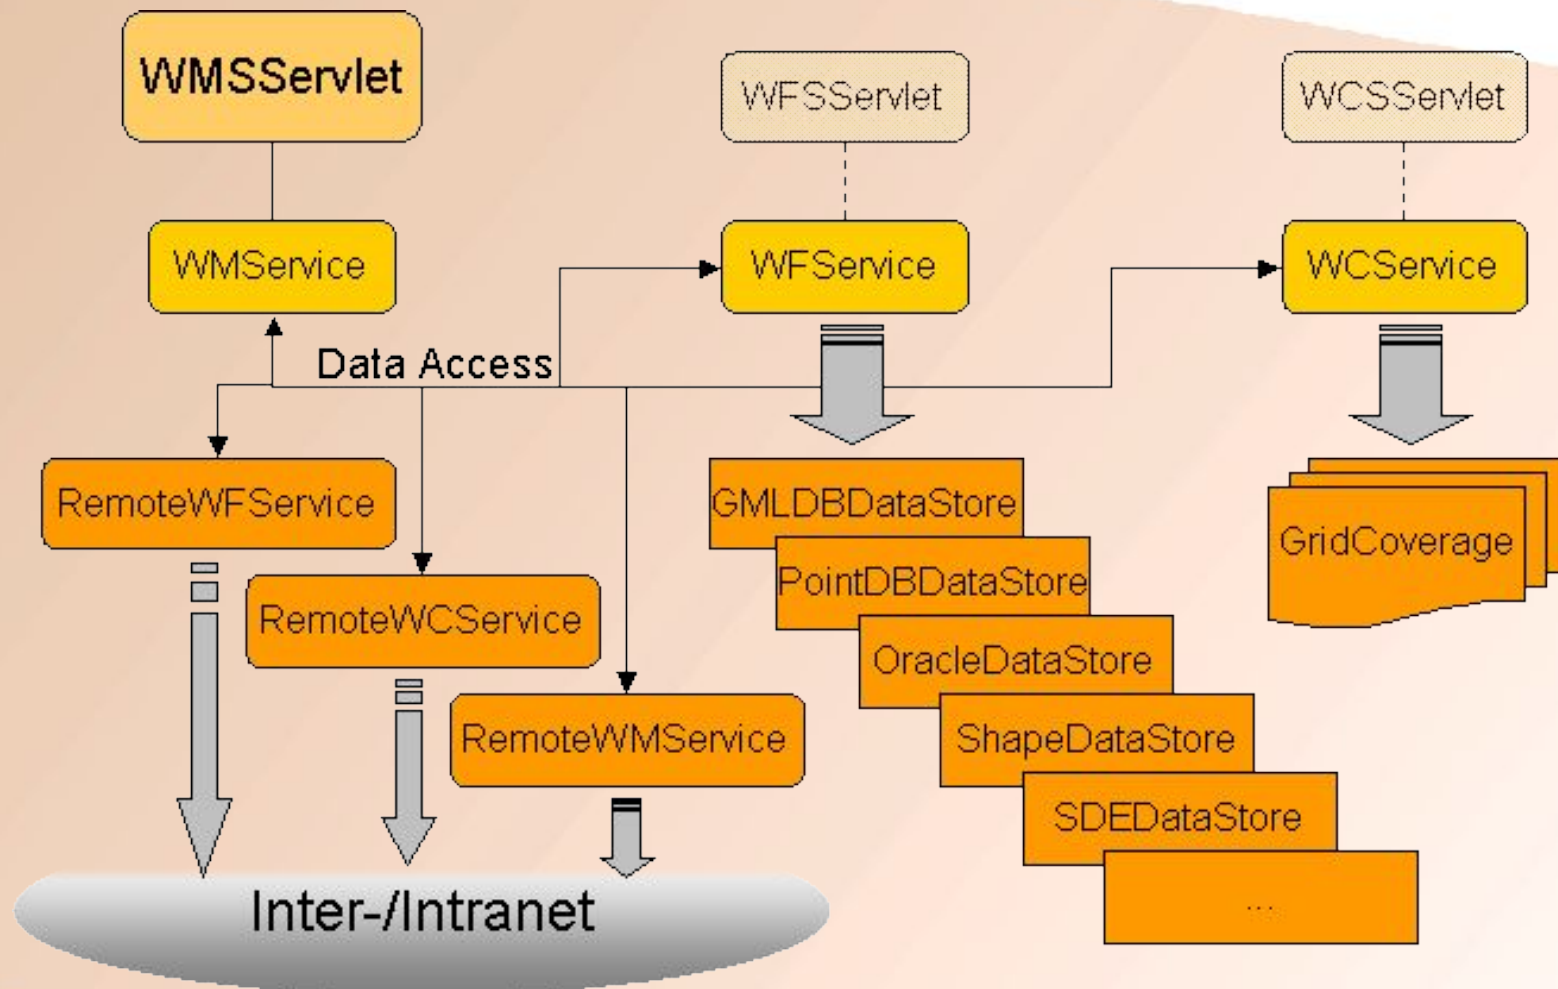 WMSServlet
WFSServlet
WCSServlet
WMService
WFService
WCService
Data Access
RemoteWFService
RemoteWCService
RemoteWMService
GMLDBDataStore
PointDBDataStore
OracleDataStore
ShapeDataStore
SDEDataStore
...
GridCoverage
Inter-/Intranet